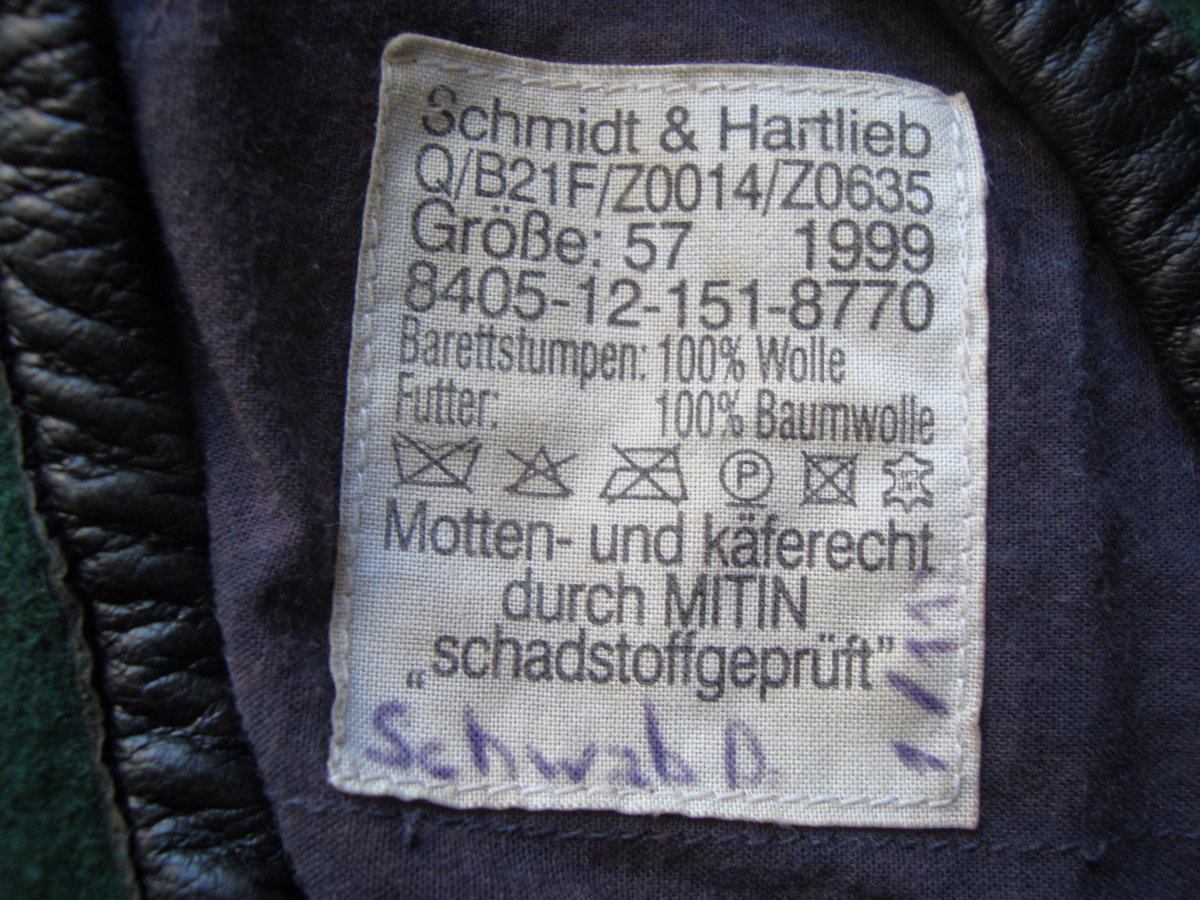 Schmidt & Hartlieb
Q/B21F/Z0014/Z0635
Größe: 57 1999
8405-12-151-8770
Barettstumpen: 100% Wolle
Futter: 100% Baumwolle
P
Motten- und käferecht
durch MITIN
„schadstoffgeprüft”
Schwab D.